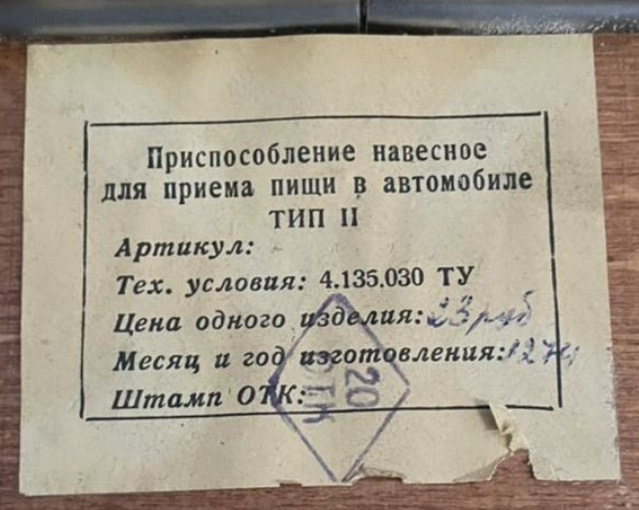 Приспособление навесное
для приема пищи в автомобиле
ТИП II
Артикул: -
Тех. условия: 4.135.030 ТУ
Цена одного изделия: 23 руб
Месяц и год изготовления:
Штамп ОТК:
20
ОТК